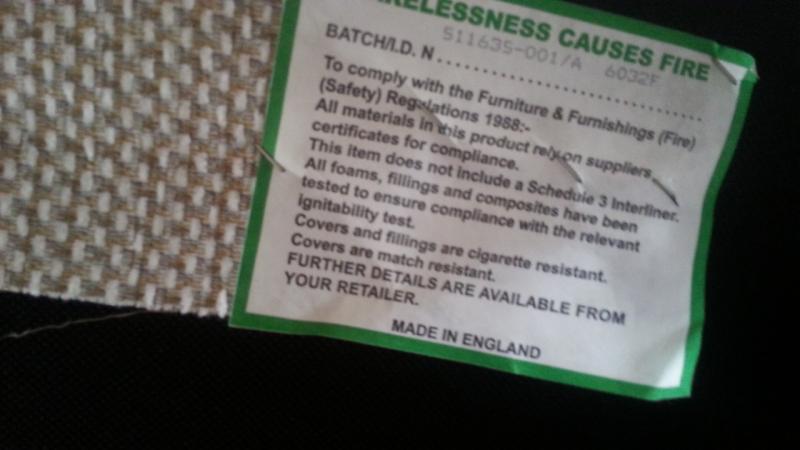 RELESSNESS CAUSES FIRE
511635-001/A 6032F
BATCH/I.D. N
To comply with the Furniture & Furnishings (Fire)
(Safety) Regulations 1988:-
All materials in this product rely on suppliers
certificates for compliance.
This item does not include a Schedule 3 Interliner.
All foams, fillings and composites have been
tested to ensure compliance with the relevant
ignitability test.
Covers and fillings are cigarette resistant.
Covers are match resistant.
FURTHER DETAILS ARE AVAILABLE FROM
YOUR RETAILER.
MADE IN ENGLAND